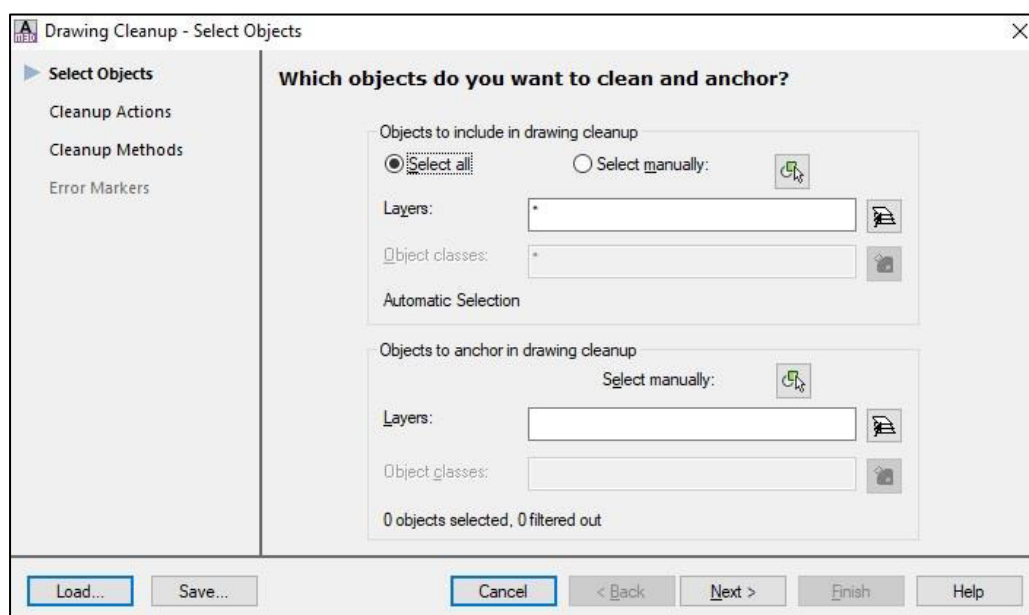 Drawing Cleanup - Select Objects
Select Objects
Cleanup Actions
Cleanup Methods
Error Markers
Which objects do you want to clean and anchor?
Objects to include in drawing cleanup
Select all
Select manually:
Layers: *
Object classes: *
Automatic Selection
Objects to anchor in drawing cleanup
Select manually:
Layers:
Object classes:
0 objects selected, 0 filtered out
Load... Save... Cancel < Back Next > Finish Help